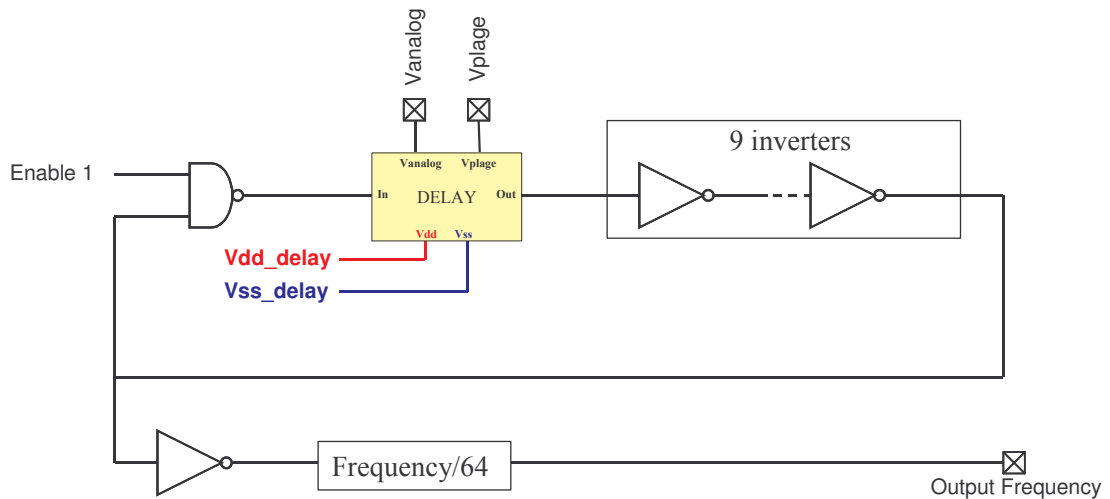 Vanalog
Vplage
9 inverters
Enable 1
Vanalog Vplage
In DELAY Out
Vdd Vss
Vdd_delay
Vss_delay
Frequency/64
Output Frequency